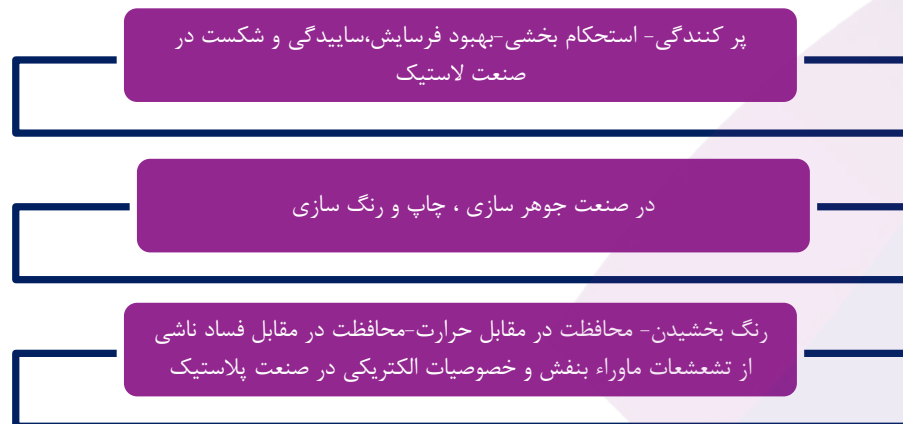 پر کنندگی- استحکام بخشی-بهبود فرسایش،ساییدگی و شکست در
صنعت لاستیک
در صنعت جوهر سازی ، چاپ و رنگ سازی
رنگ بخشیدن- محافظت در مقابل حرارت-محافظت در مقابل فساد ناشی
از تشعشعات ماوراء بنفش و خصوصیات الکتریکی در صنعت پلاستیک